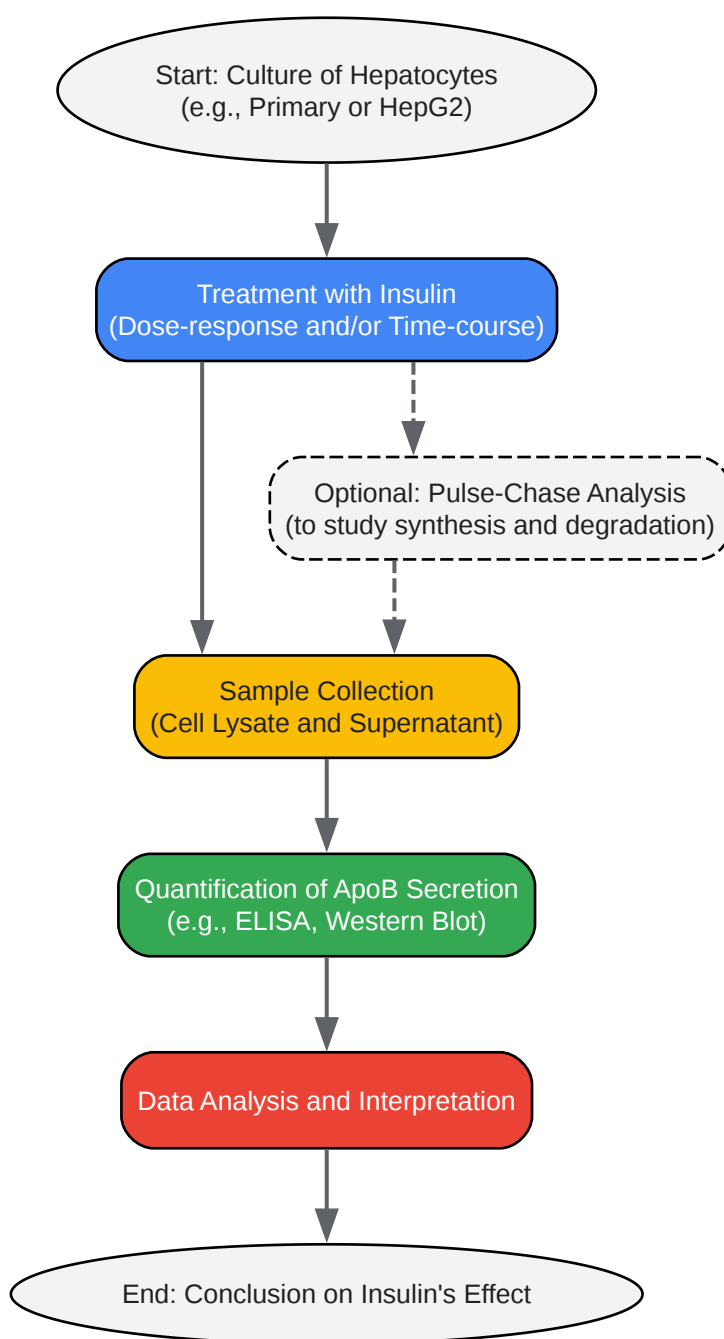 Start: Culture of Hepatocytes
(e.g., Primary or HepG2)
Treatment with Insulin
(Dose-response and/or Time-course)
Optional: Pulse-Chase Analysis
(to study synthesis and degradation)
Sample Collection
(Cell Lysate and Supernatant)
Quantification of ApoB Secretion
(e.g., ELISA, Western Blot)
Data Analysis and Interpretation
End: Conclusion on Insulin's Effect